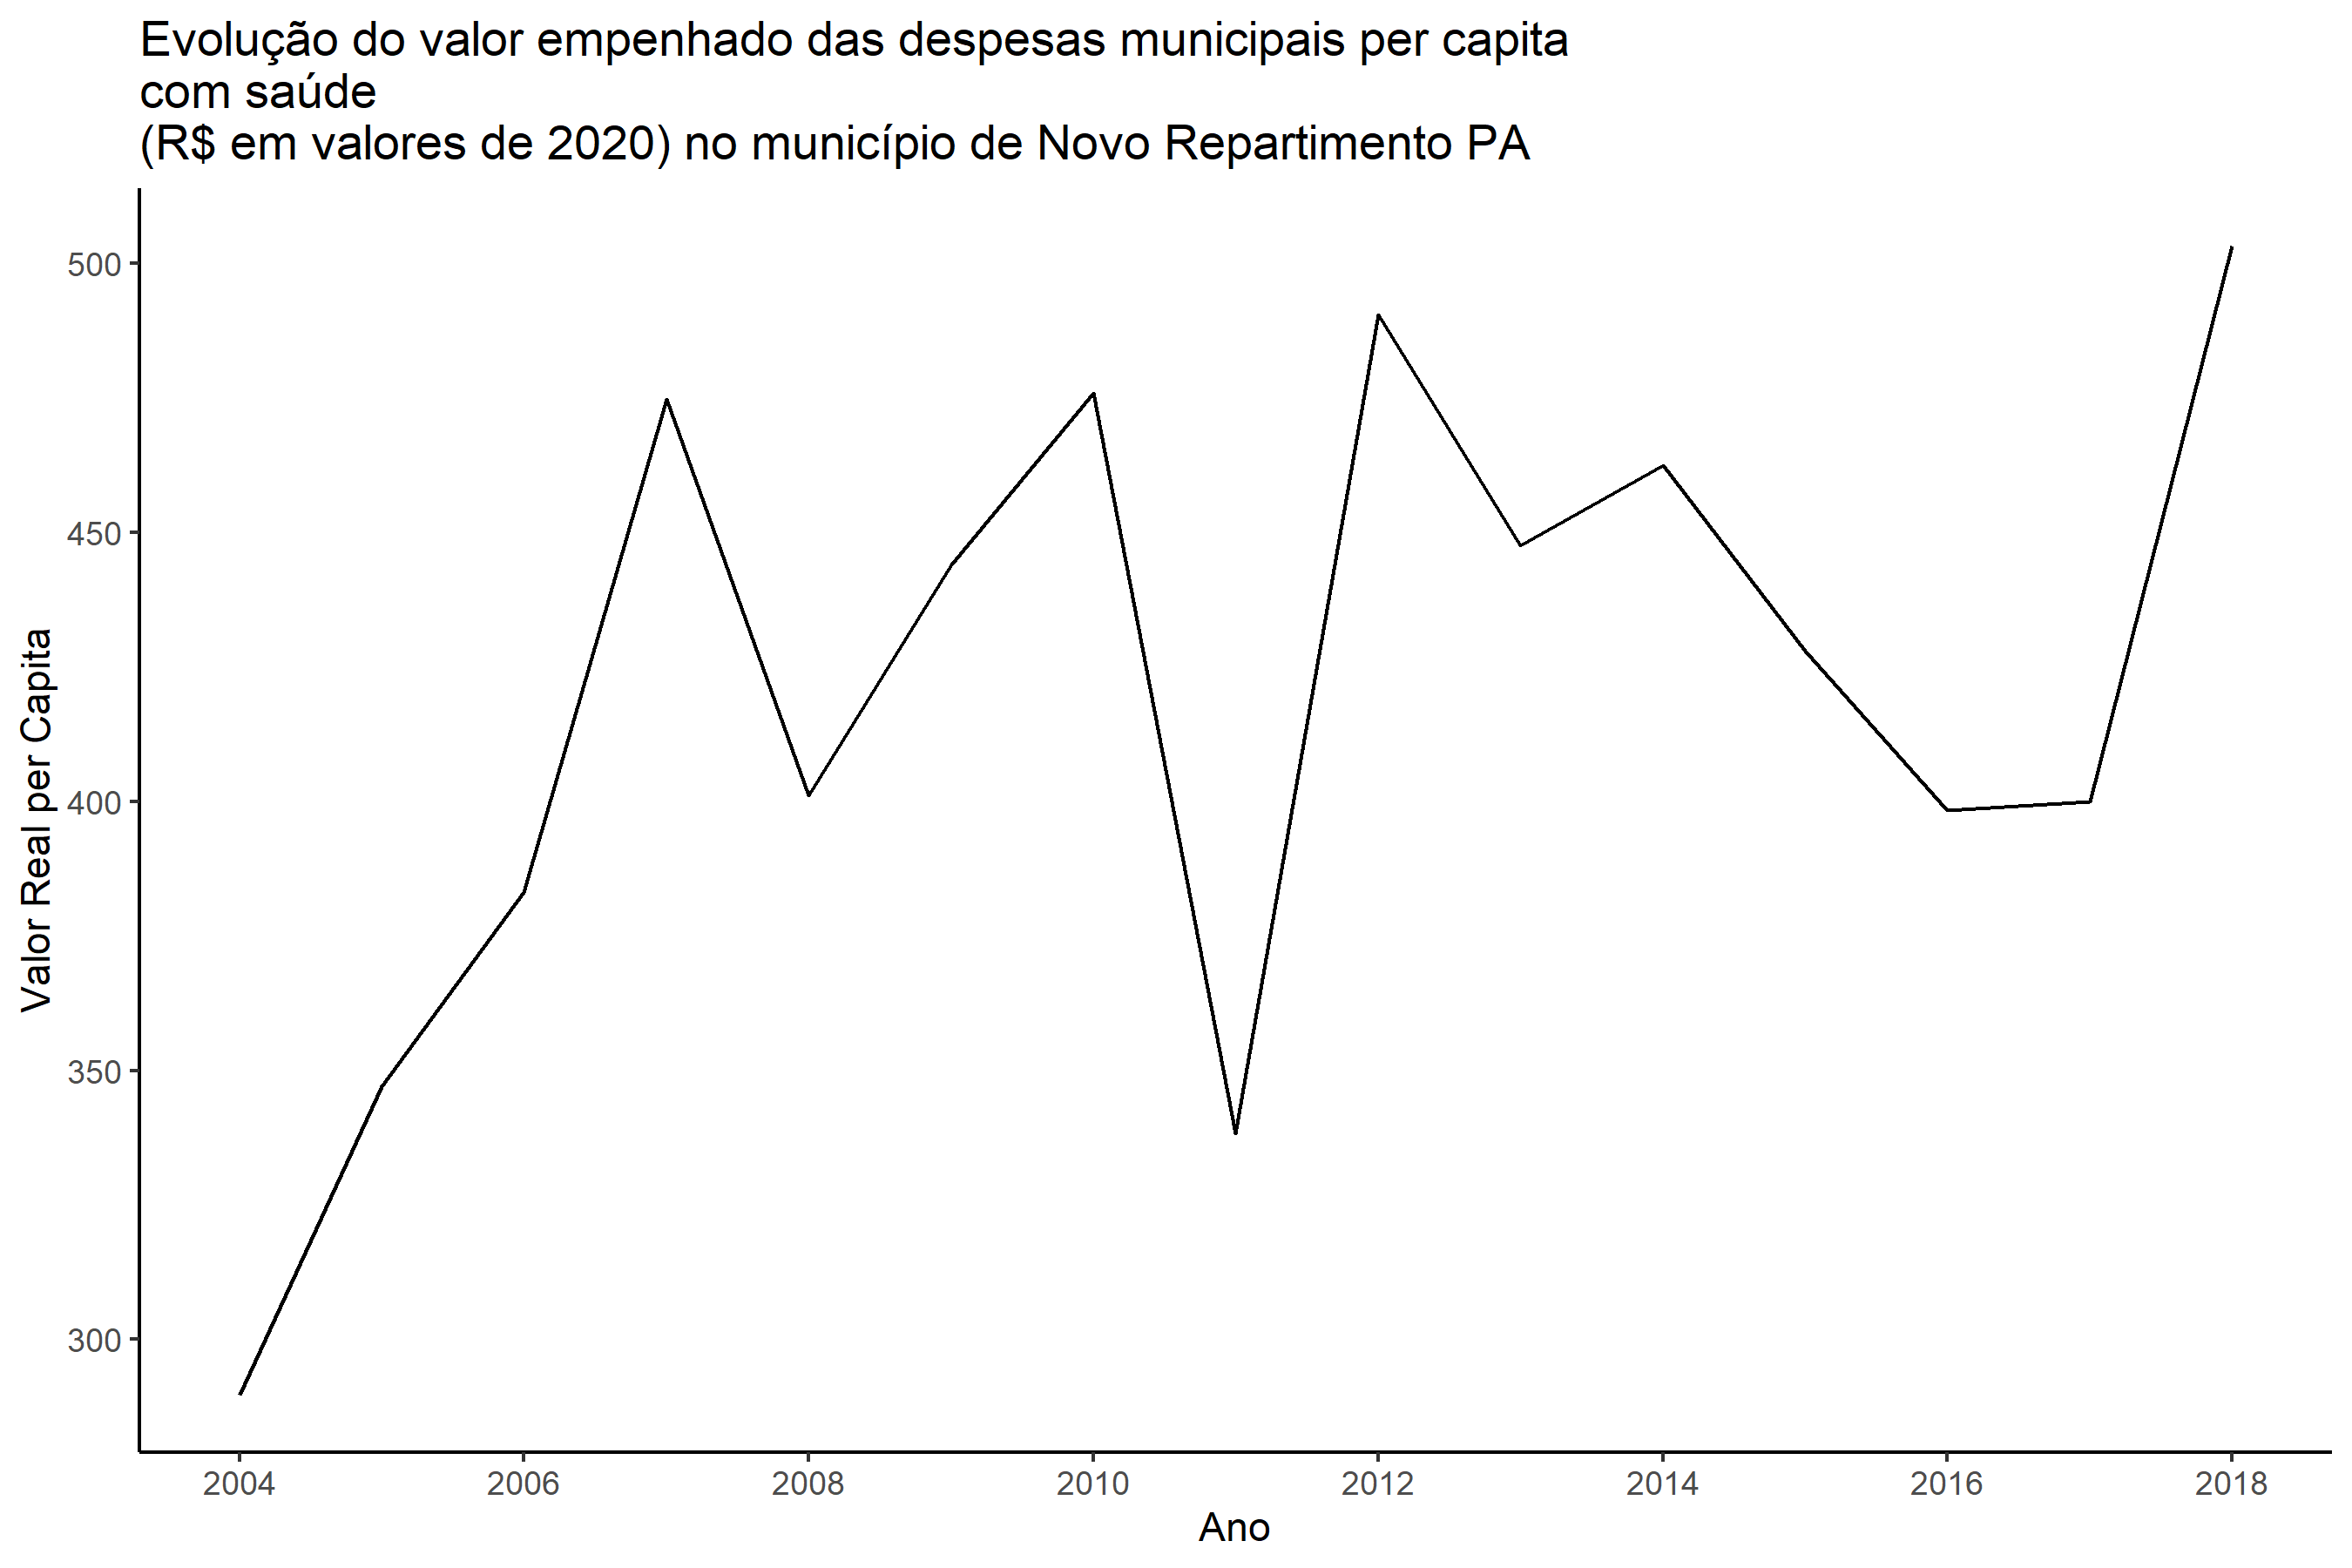 Evolução do valor empenhado das despesas municipais per capita
com saúde
(R$ em valores de 2020) no município de Novo Repartimento PA
500
450
400
350
300
Valor Real per Capita
2004 2006 2008 2010 2012 2014 2016 2018
Ano